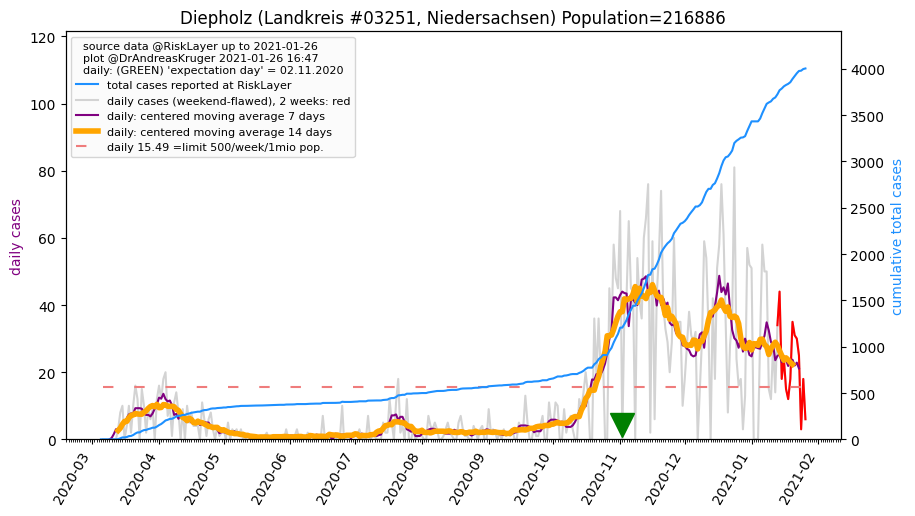 Diepholz (Landkreis #03251, Niedersachsen) Population=216886
source data @RiskLayer up to 2021-01-26
plot @DrAndreasKruger 2021-01-26 16:47
daily: (GREEN) 'expectation day' = 02.11.2020
total cases reported at RiskLayer
daily cases (weekend-flawed), 2 weeks: red
daily: centered moving average 7 days
daily: centered moving average 14 days
daily 15.49 =limit 500/week/1mio pop.
daily cases
120
100
80
60
40
20
0
cumulative total cases
4000
3500
3000
2500
2000
1500
1000
500
0
2020-03
2020-04
2020-05
2020-06
2020-07
2020-08
2020-09
2020-10
2020-11
2020-12
2021-01
2021-02